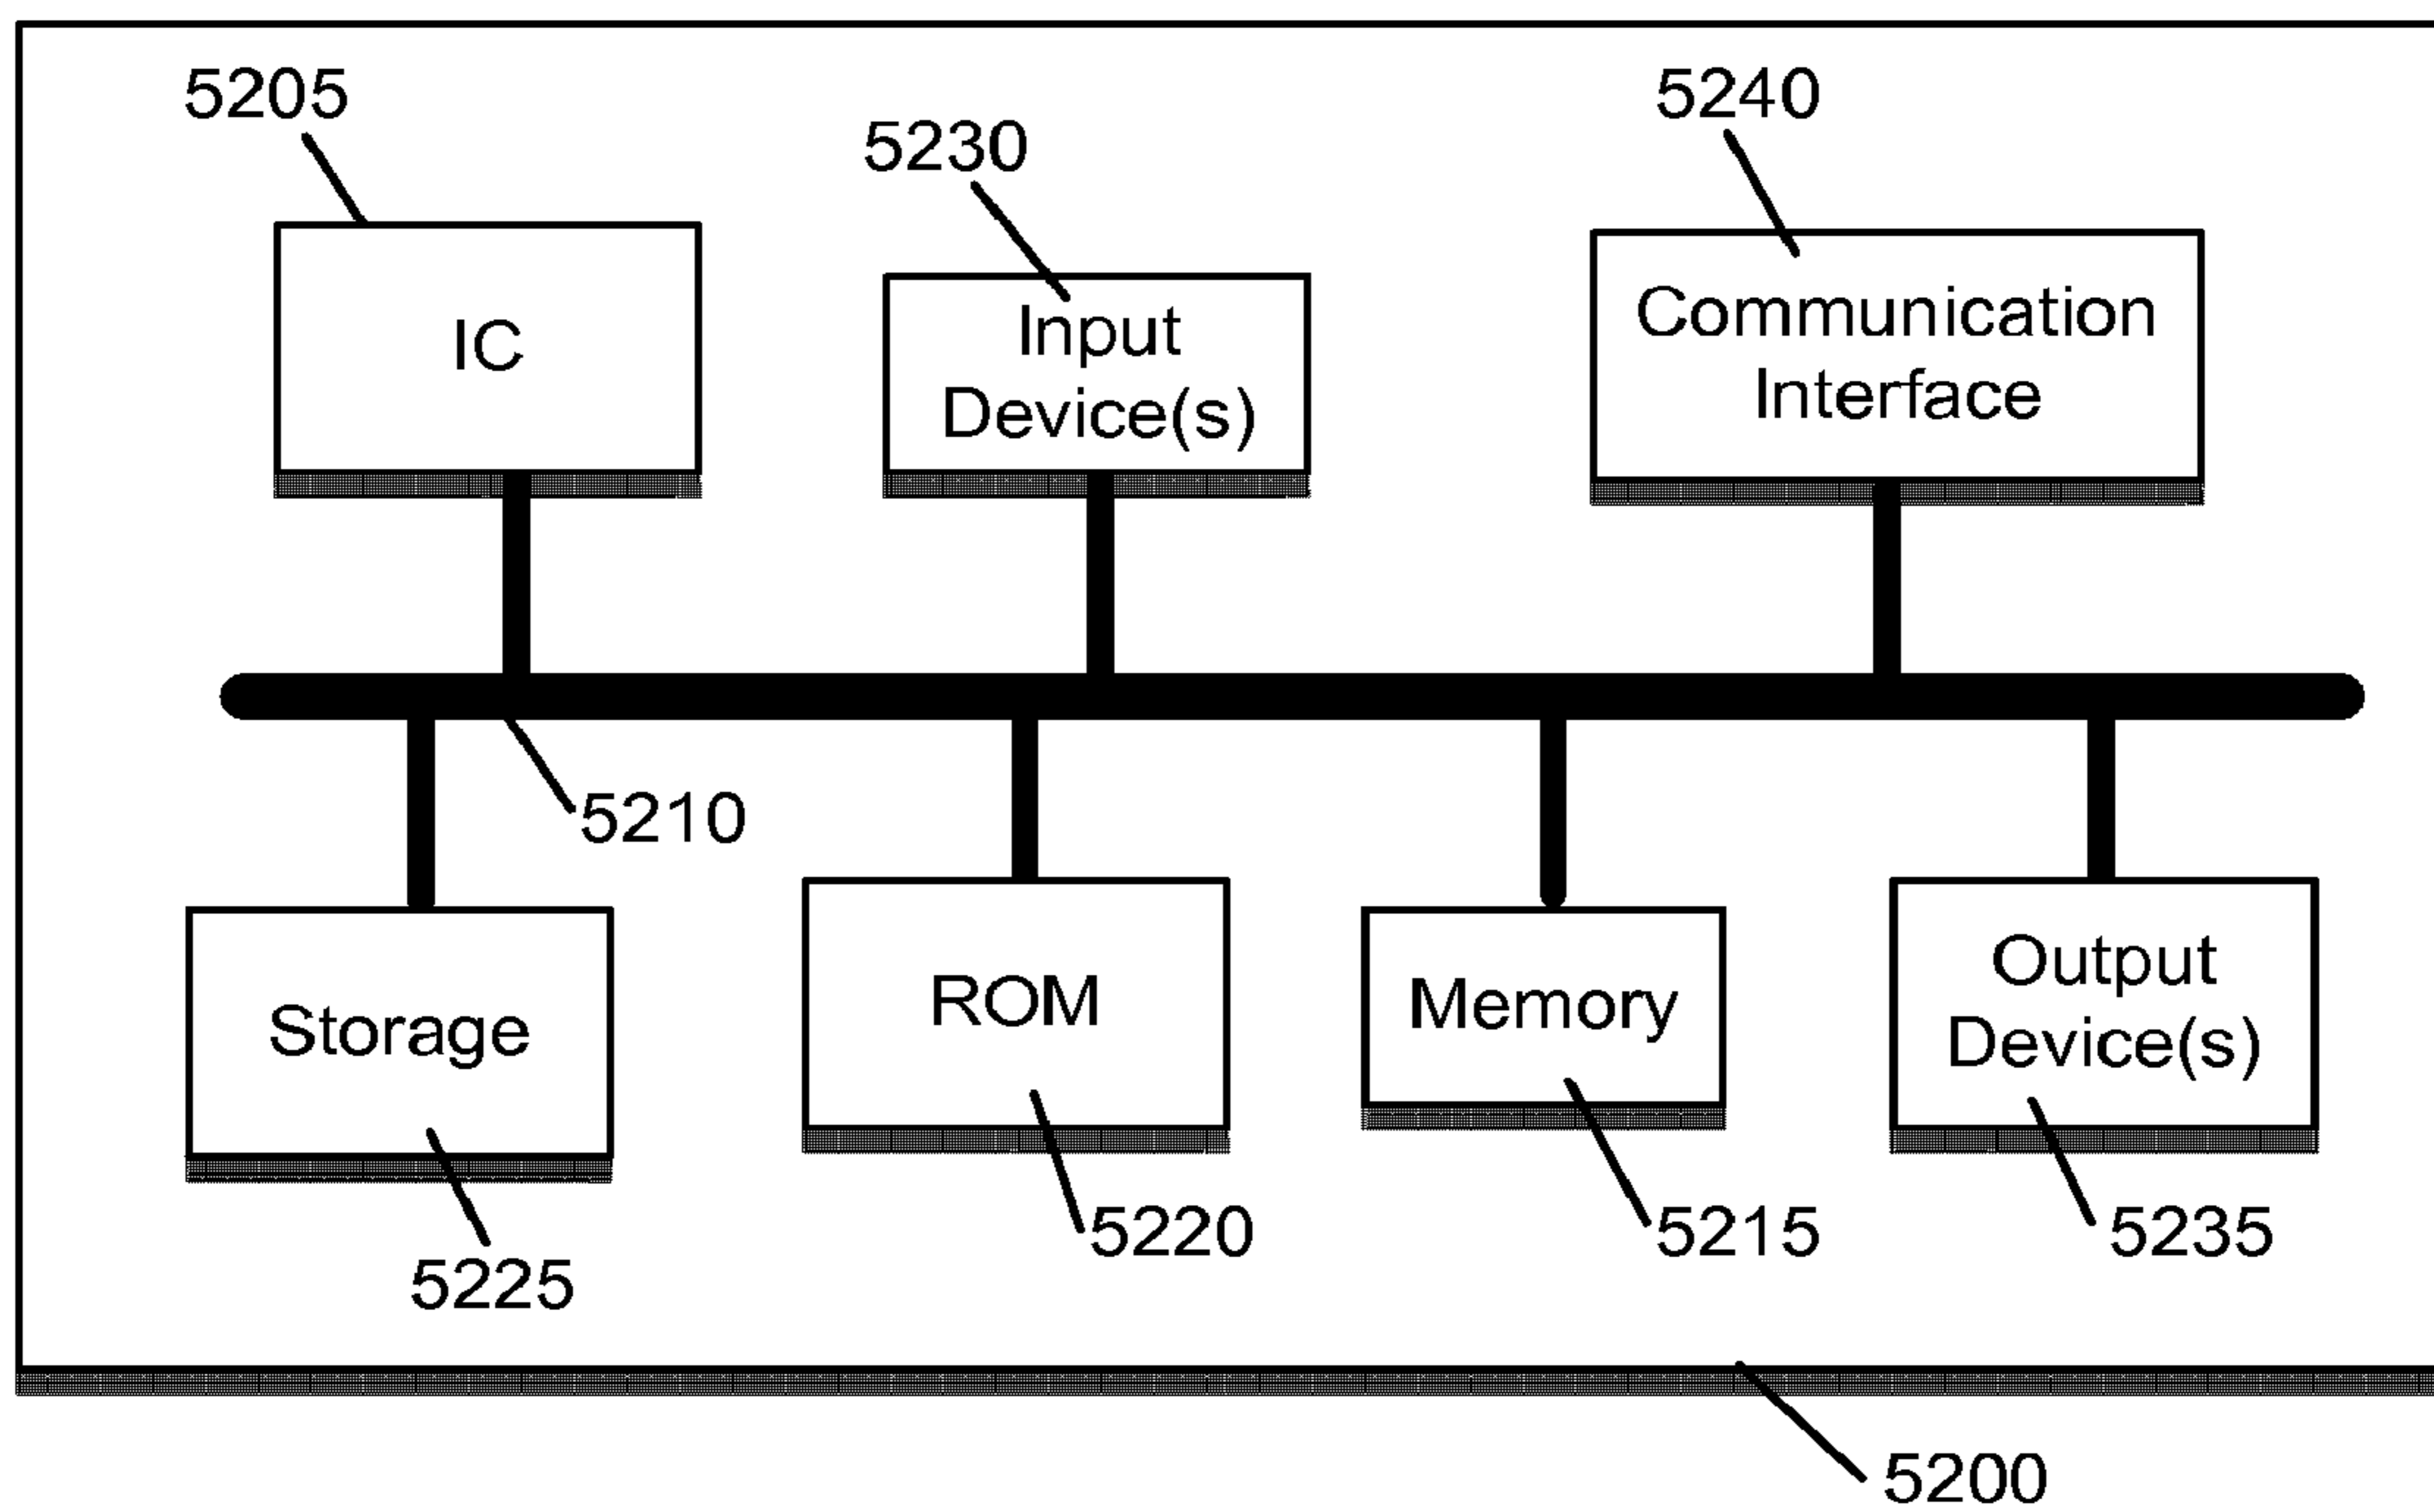 5205
5230
5240
IC
Input
Device(s)
Communication
Interface
5210
Storage
ROM
Memory
Output
Device(s)
5225
5220
5215
5235
5200